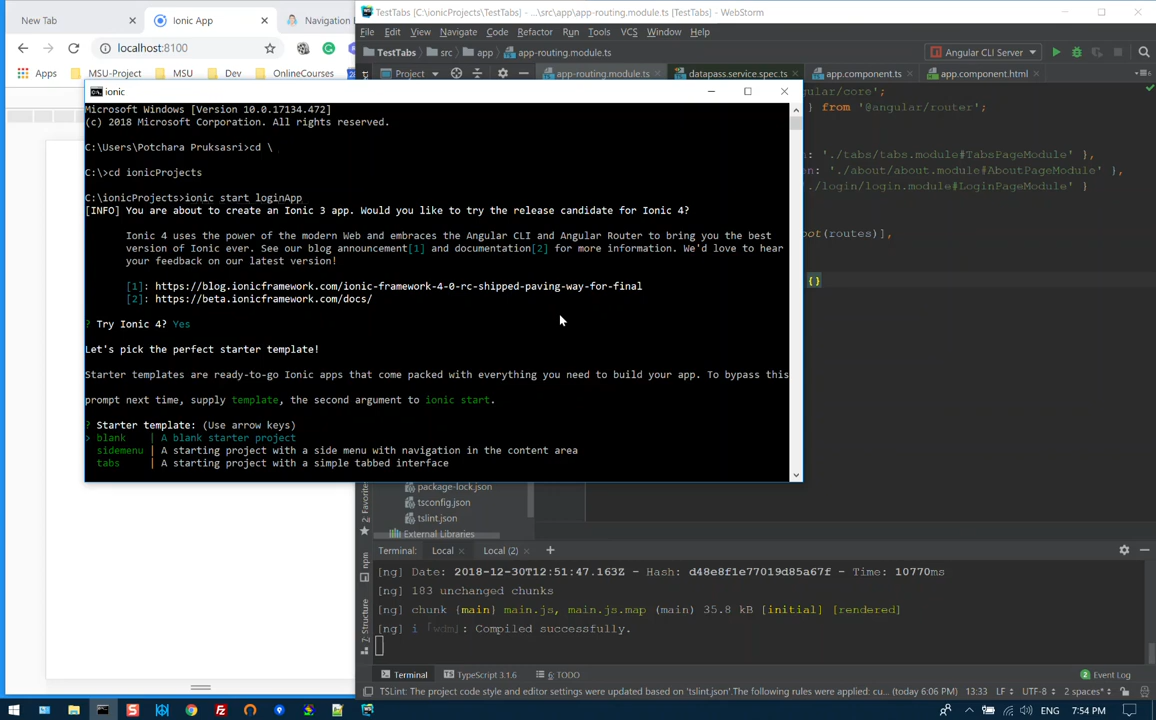 New Tab
Ionic App
Navigation
localhost:8100
Apps
MSU-Project
MSU
Dev
OnlineCourses
TestTabs [C:\ionicProjects\TestTabs] - ...\src\app\app-routing.module.ts [TestTabs] - WebStorm
File Edit View Navigate Code Refactor Run Tools VCS Window Help
TestTabs src app app-routing.module.ts
Angular CLI Server
Project
app-routing.module.ts
datapass.service.spec.ts
app.component.ts
app.component.html
ular/core';
} from '@angular/router';
: './tabs/tabs.module#TabsPageModule' },
en: './about/about.module#AboutPageModule' },
./login/login.module#LoginPageModule' }
oot(routes)],
{}
ionic
Microsoft Windows [Version 10.0.17134.472]
(c) 2018 Microsoft Corporation. All rights reserved.
C:\Users\Potchara Pruksasri>cd \
C:\>cd ionicProjects
C:\ionicProjects>ionic start loginApp
[INFO] You are about to create an Ionic 3 app. Would you like to try the release candidate for Ionic 4?
Ionic 4 uses the power of the modern Web and embraces the Angular CLI and Angular Router to bring you the best
version of Ionic ever. See our blog announcement[1] and documentation[2] for more information. We'd love to hear
your feedback on our latest version!
[1]: https://blog.ionicframework.com/ionic-framework-4-0-rc-shipped-paving-way-for-final
[2]: https://beta.ionicframework.com/docs/
? Try Ionic 4? Yes
Let's pick the perfect starter template!
Starter templates are ready-to-go Ionic apps that come packed with everything you need to build your app. To bypass this
prompt next time, supply template, the second argument to ionic start.
? Starter template: (Use arrow keys)
> blank | A blank starter project
sidemenu | A starting project with a side menu with navigation in the content area
tabs | A starting project with a simple tabbed interface
package-lock.json
tsconfig.json
tslint.json
External Libraries
2: Favorites
npm
7: Structure
Terminal: Local × Local (2) × +
[ng] Date: 2018-12-30T12:51:47.163Z - Hash: d48e8f1e77019d85a67f - Time: 10770ms
[ng] 183 unchanged chunks
[ng] chunk {main} main.js, main.js.map (main) 35.8 kB [initial] [rendered]
[ng] i ｢wdm｣: Compiled successfully.
Terminal
TypeScript 3.1.6
6: TODO
2 Event Log
TSLint: The project code style and editor settings were updated based on 'tslint.json'.The following rules were applied: cu... (today 6:06 PM) 13:33 LF UTF-8 2 spaces*
ENG 7:54 PM